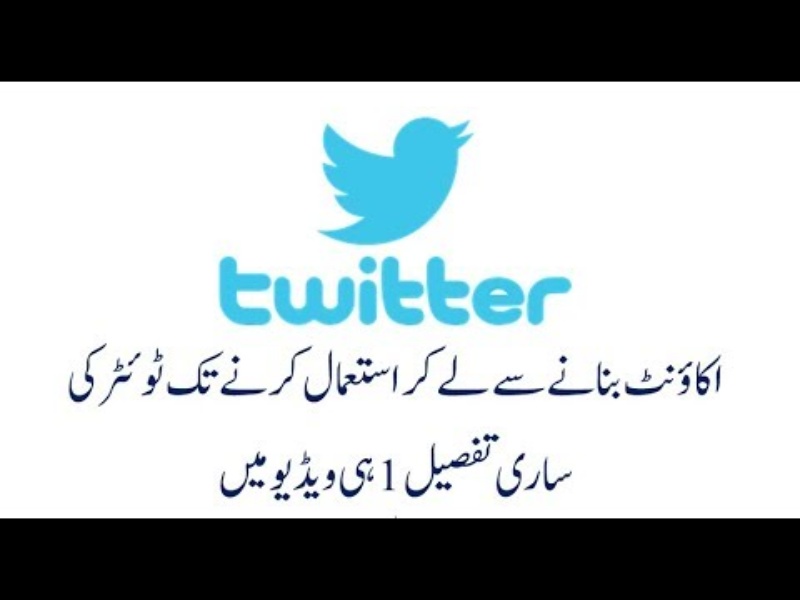 twitter
اکاؤنٹ بنانے سے لے کر استعمال کرنے تک ٹوئٹر کی
ساری تفصیل 1 ہی ویڈیو میں